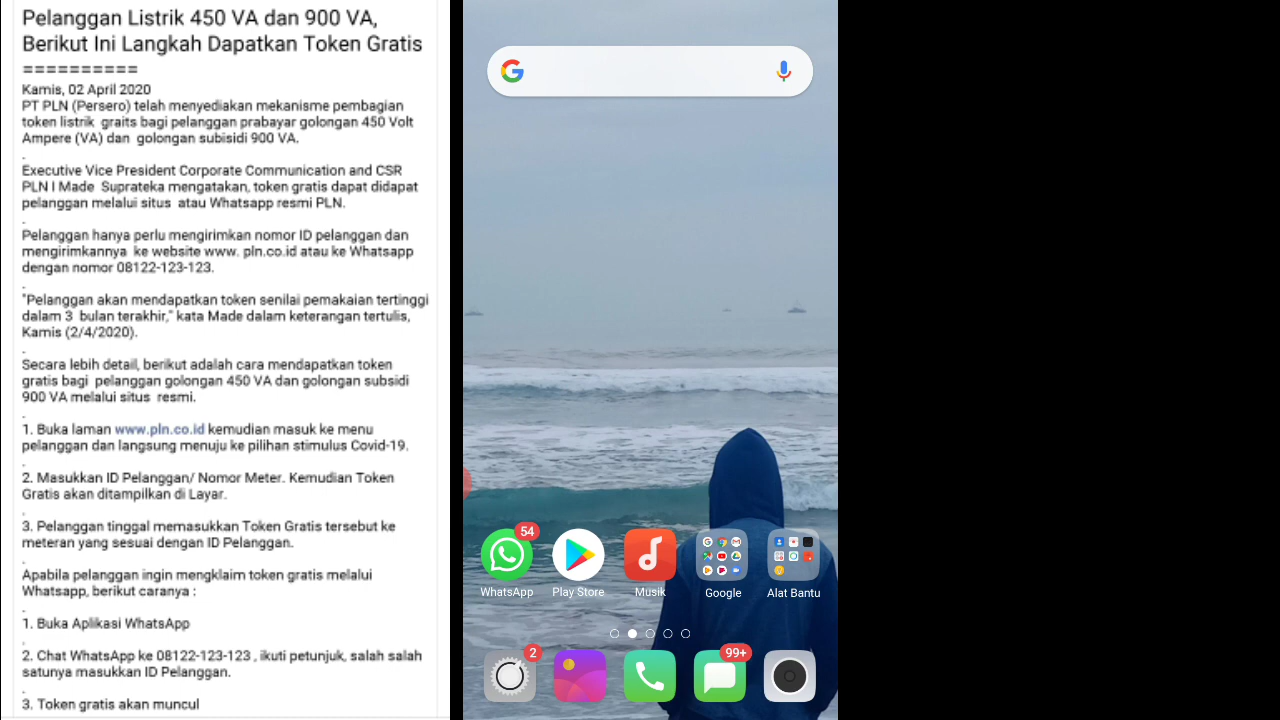 Pelanggan Listrik 450 VA dan 900 VA,
Berikut Ini Langkah Dapatkan Token Gratis
==========
Kamis, 02 April 2020
PT PLN (Persero) telah menyediakan mekanisme pembagian
token listrik graits bagi pelanggan prabayar golongan 450 Volt
Ampere (VA) dan golongan subisidi 900 VA.
.
Executive Vice President Corporate Communication and CSR
PLN I Made Suprateka mengatakan, token gratis dapat didapat
pelanggan melalui situs atau Whatsapp resmi PLN.
.
Pelanggan hanya perlu mengirimkan nomor ID pelanggan dan
mengirimkannya ke website www. pln.co.id atau ke Whatsapp
dengan nomor 08122-123-123.
.
"Pelanggan akan mendapatkan token senilai pemakaian tertinggi
dalam 3 bulan terakhir," kata Made dalam keterangan tertulis,
Kamis (2/4/2020).
.
Secara lebih detail, berikut adalah cara mendapatkan token
gratis bagi pelanggan golongan 450 VA dan golongan subsidi
900 VA melalui situs resmi.
.
1. Buka laman www.pln.co.id kemudian masuk ke menu
pelanggan dan langsung menuju ke pilihan stimulus Covid-19.
.
2. Masukkan ID Pelanggan/ Nomor Meter. Kemudian Token
Gratis akan ditampilkan di Layar.
.
3. Pelanggan tinggal memasukkan Token Gratis tersebut ke
meteran yang sesuai dengan ID Pelanggan.
.
Apabila pelanggan ingin mengklaim token gratis melalui
Whatsapp, berikut caranya :
.
1. Buka Aplikasi WhatsApp
.
2. Chat WhatsApp ke 08122-123-123 , ikuti petunjuk, salah salah
satunya masukkan ID Pelanggan.
.
3. Token gratis akan muncul
54
WhatsApp
Play Store
Musik
Google
Alat Bantu
2
99+